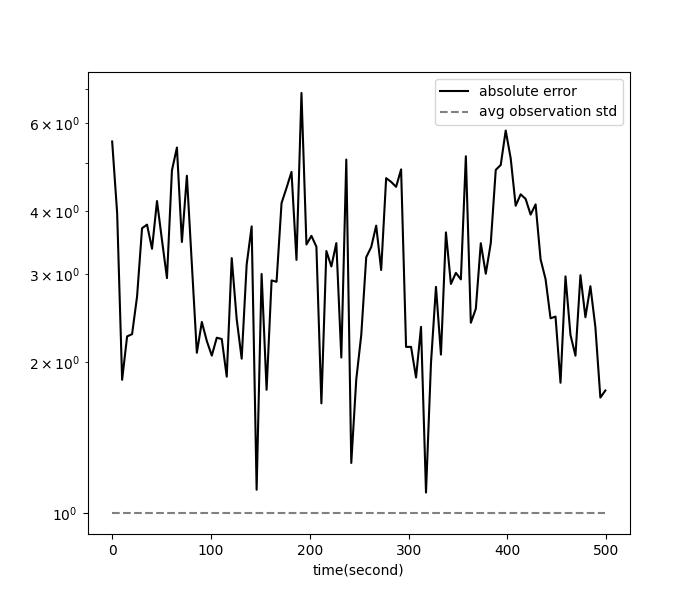 absolute error
avg observation std
6 × 10⁰
4 × 10⁰
3 × 10⁰
2 × 10⁰
10⁰
0 100 200 300 400 500
time(second)